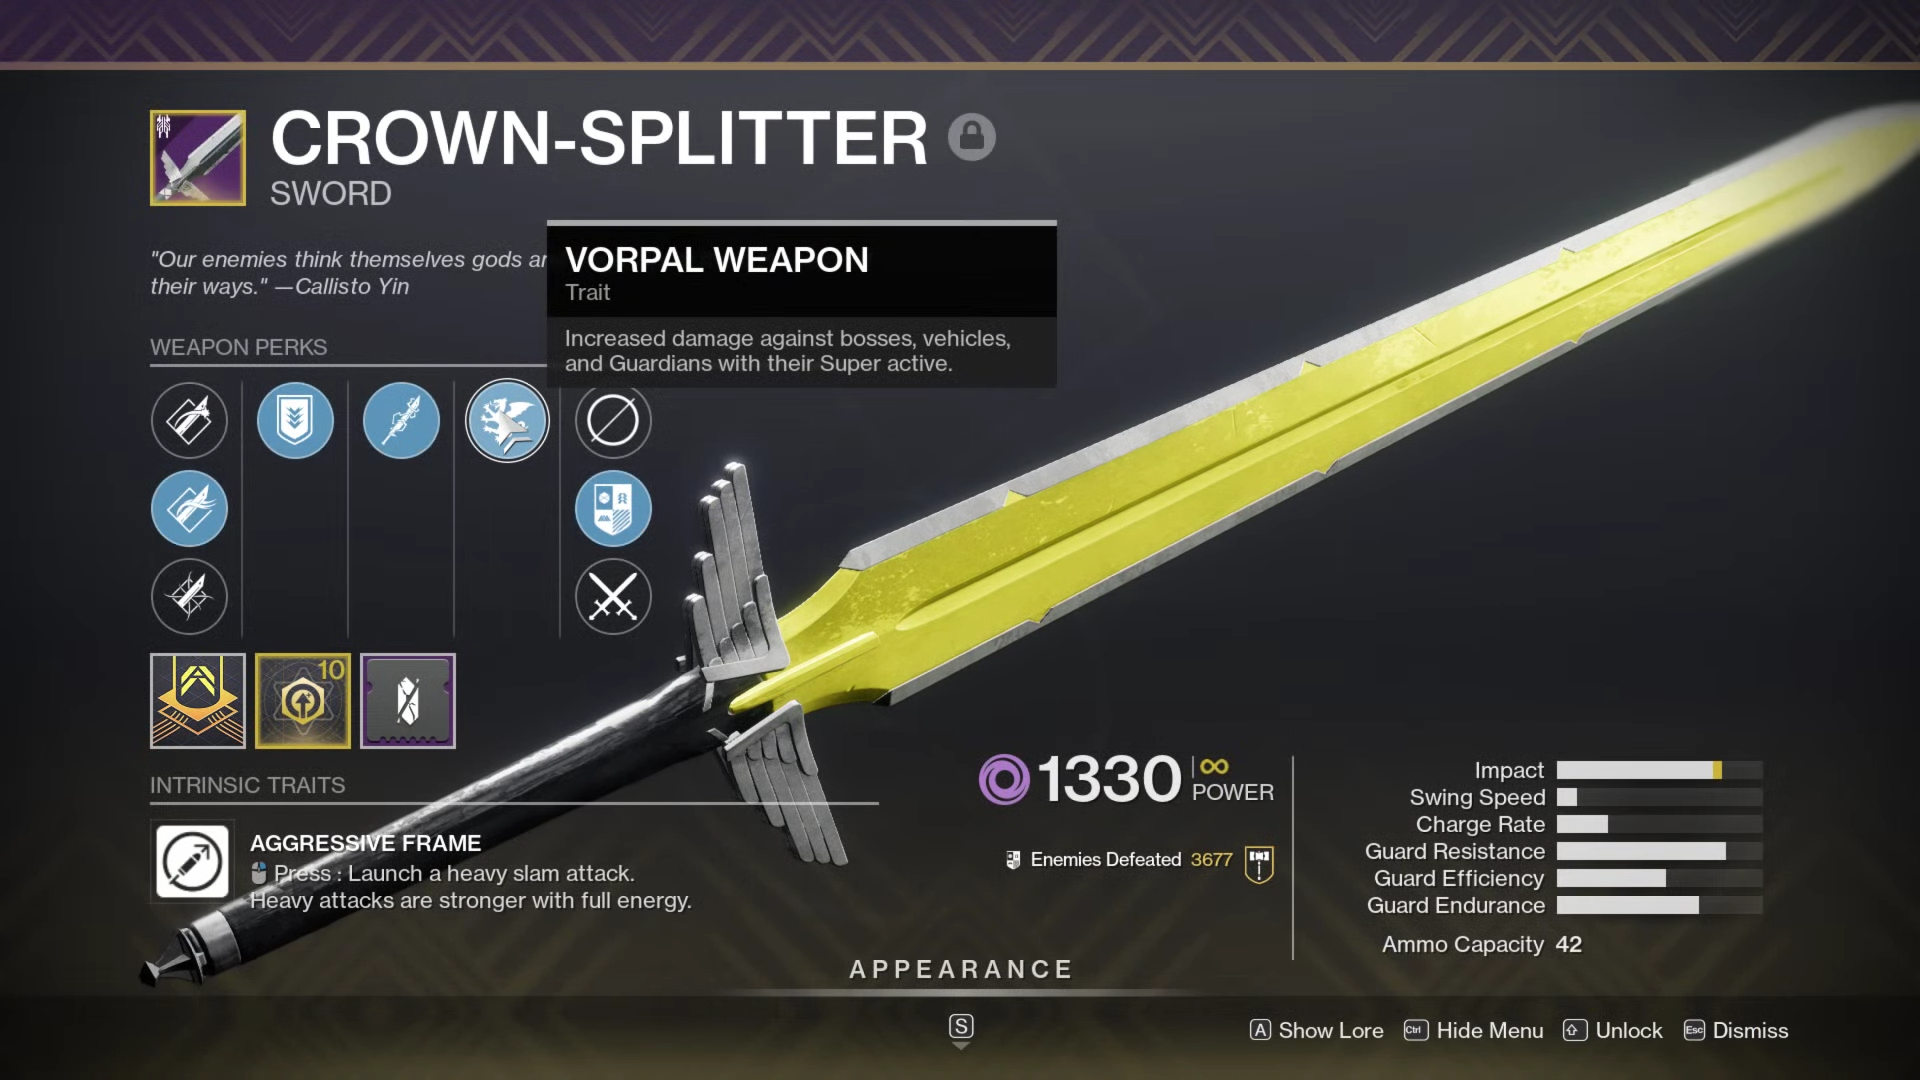 CROWN-SPLITTER
SWORD
"Our enemies think themselves gods
their ways." —Callisto Yin
VORPAL WEAPON
Trait
Increased damage against bosses, vehicles,
and Guardians with their Super active.
WEAPON PERKS
10
INTRINSIC TRAITS
AGGRESSIVE FRAME
Press : Launch a heavy slam attack.
Heavy attacks are stronger with full energy.
1330 | ∞
POWER
Enemies Defeated 3677
Impact
Swing Speed
Charge Rate
Guard Resistance
Guard Efficiency
Guard Endurance
Ammo Capacity 42
APPEARANCE
S
A Show Lore Ctrl Hide Menu Unlock Esc Dismiss